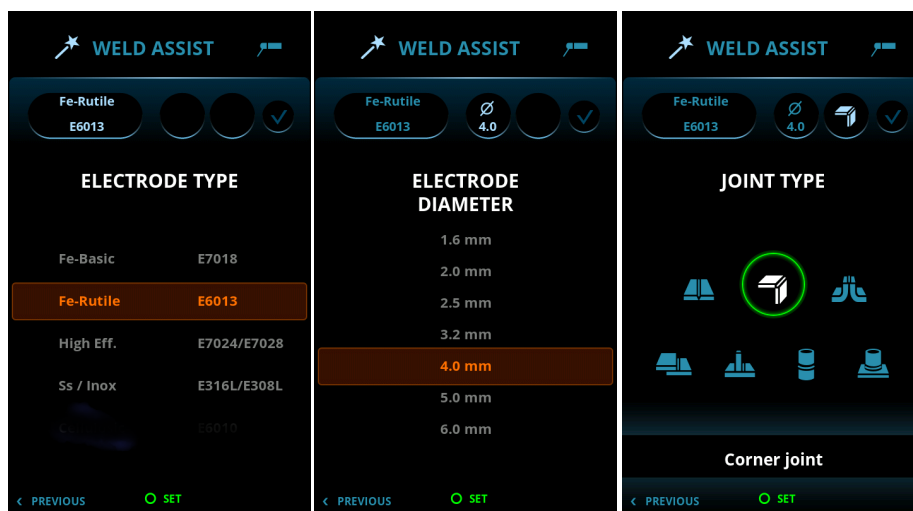 WELD ASSIST
Fe-Rutile
E6013
ELECTRODE TYPE
Fe-Basic E7018
Fe-Rutile E6013
High Eff. E7024/E7028
Ss / Inox E316L/E308L
E6010
PREVIOUS
SET
WELD ASSIST
Fe-Rutile
E6013
Ø
4.0
ELECTRODE
DIAMETER
1.6 mm
2.0 mm
2.5 mm
3.2 mm
4.0 mm
5.0 mm
6.0 mm
PREVIOUS
SET
WELD ASSIST
Fe-Rutile
E6013
Ø
4.0
JOINT TYPE
Corner joint
PREVIOUS
SET